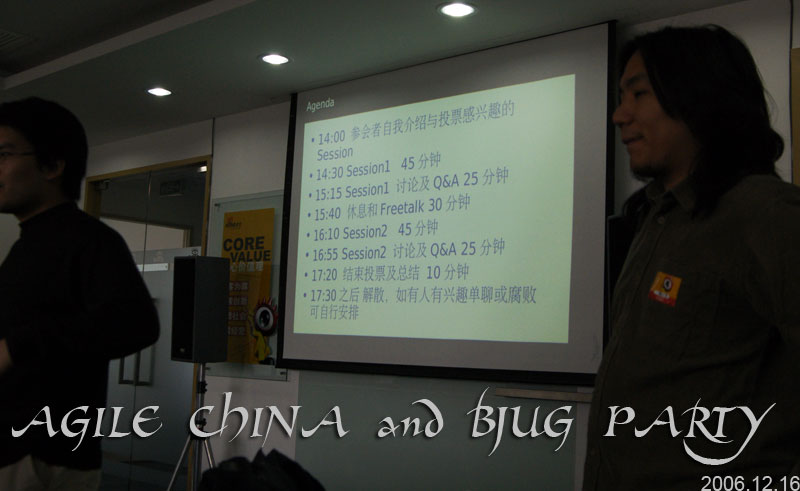 Agenda
• 14:00 参会者自我介绍与投票感兴趣的
Session
• 14:30 Session1 45 分钟
• 15:15 Session1 讨论及 Q&A 25 分钟
• 15:40 休息和 Freetalk 30 分钟
• 16:10 Session2 45 分钟
• 16:55 Session2 讨论及 Q&A 25 分钟
• 17:20 结束投票及总结 10 分钟
• 17:30 之后 解散，如有人有兴趣单聊或腐败
可自行安排
CORE
VALUE
AGILE CHINA and BJUG PARTY
2006.12.16